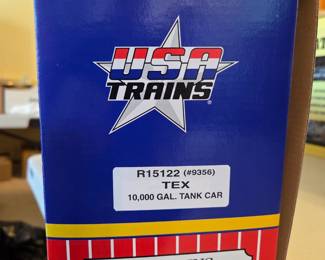 USA
TRAINS®
R15122 (#9356)
TEX
10,000 GAL. TANK CAR